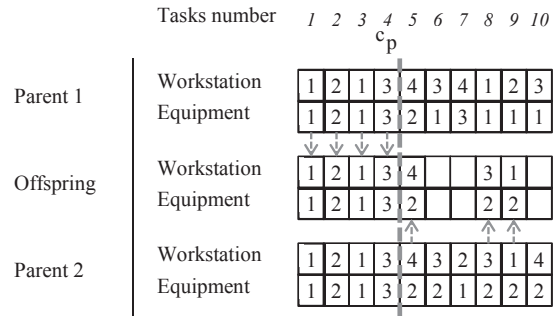 Tasks number 1 2 3 4 5 6 7 8 9 10
cp
Parent 1
Workstation 1 2 1 3 4 3 4 1 2 3
Equipment 1 2 1 3 2 1 3 1 1 1
Offspring
Workstation 1 2 1 3 4 3 1
Equipment 1 2 1 3 2 2 2
Parent 2
Workstation 1 2 1 3 4 3 2 3 1 4
Equipment 1 2 1 3 2 2 1 2 2 2